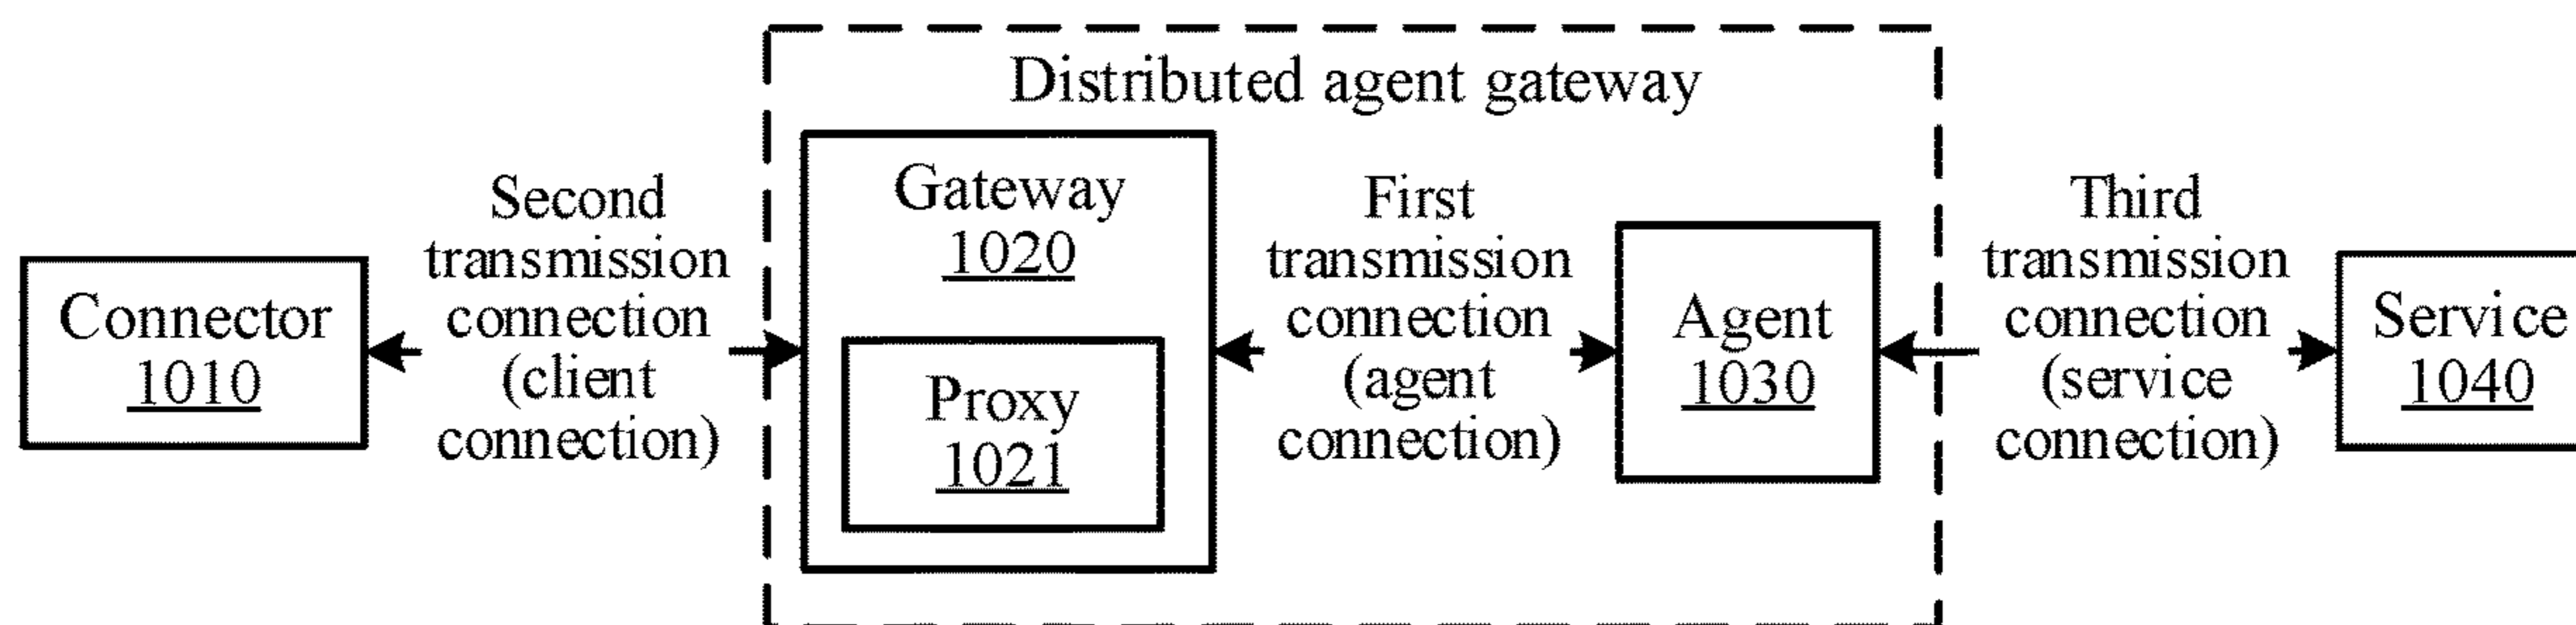 Distributed agent gateway
Connector
1010
Second
transmission
connection
(client
connection)
Gateway
1020
Proxy
1021
First
transmission
connection
(agent
connection)
Agent
1030
Third
transmission
connection
(service
connection)
Service
1040